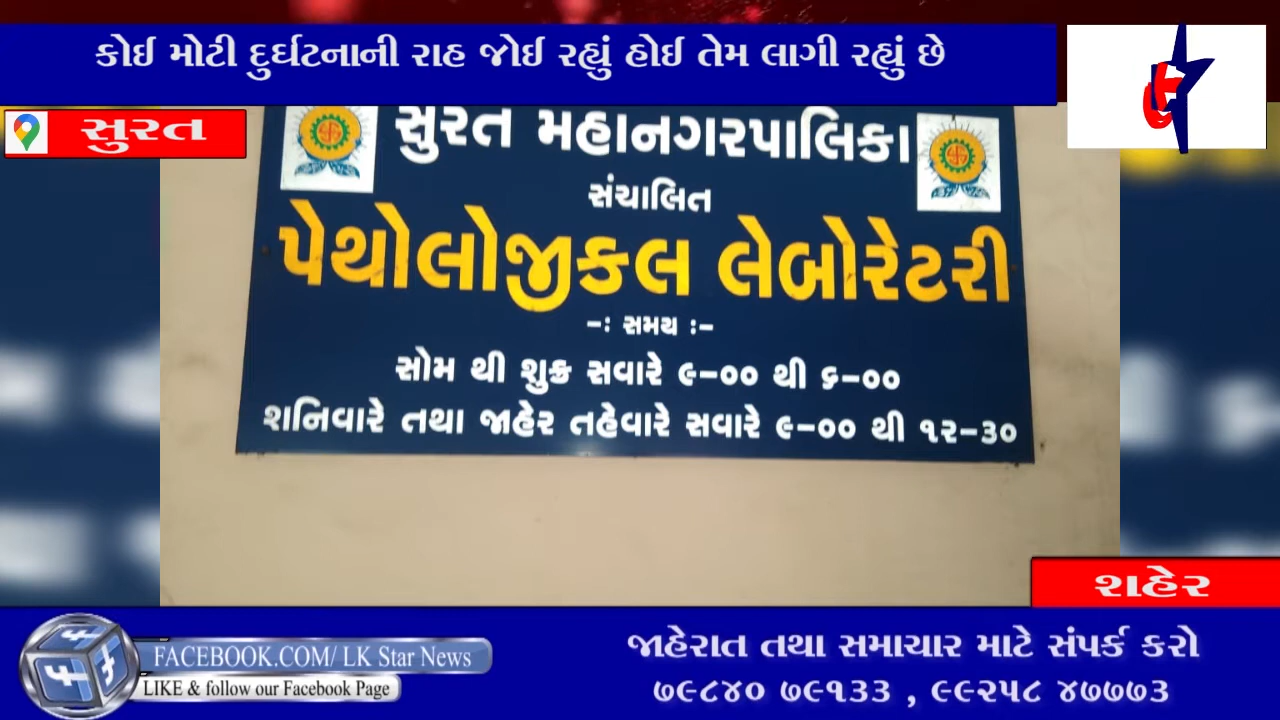 કોઈ મોટી દુર્ઘટનાની રાહ જોઈ રહ્યું હોઈ તેમ લાગી રહ્યું છે
સુરત
સુરત મહાનગરપાલિકા
સંચાલિત
પેથોલોજીકલ લેબોરેટરી
-: સમય :-
સોમ થી શુક્ર સવારે ૯-૦૦ થી ૬-૦૦
શનિવારે તથા જાહેર તહેવારે સવારે ૯-૦૦ થી ૧૨-૩૦
શહેર
FACEBOOK.COM/ LK Star News
LIKE & follow our Facebook Page
જાહેરાત તથા સમાચાર માટે સંપર્ક કરો
૭૯૮૪૦ ૭૯૧૩૩ , ૯૯૨૫૮ ૪૭૭૭૩